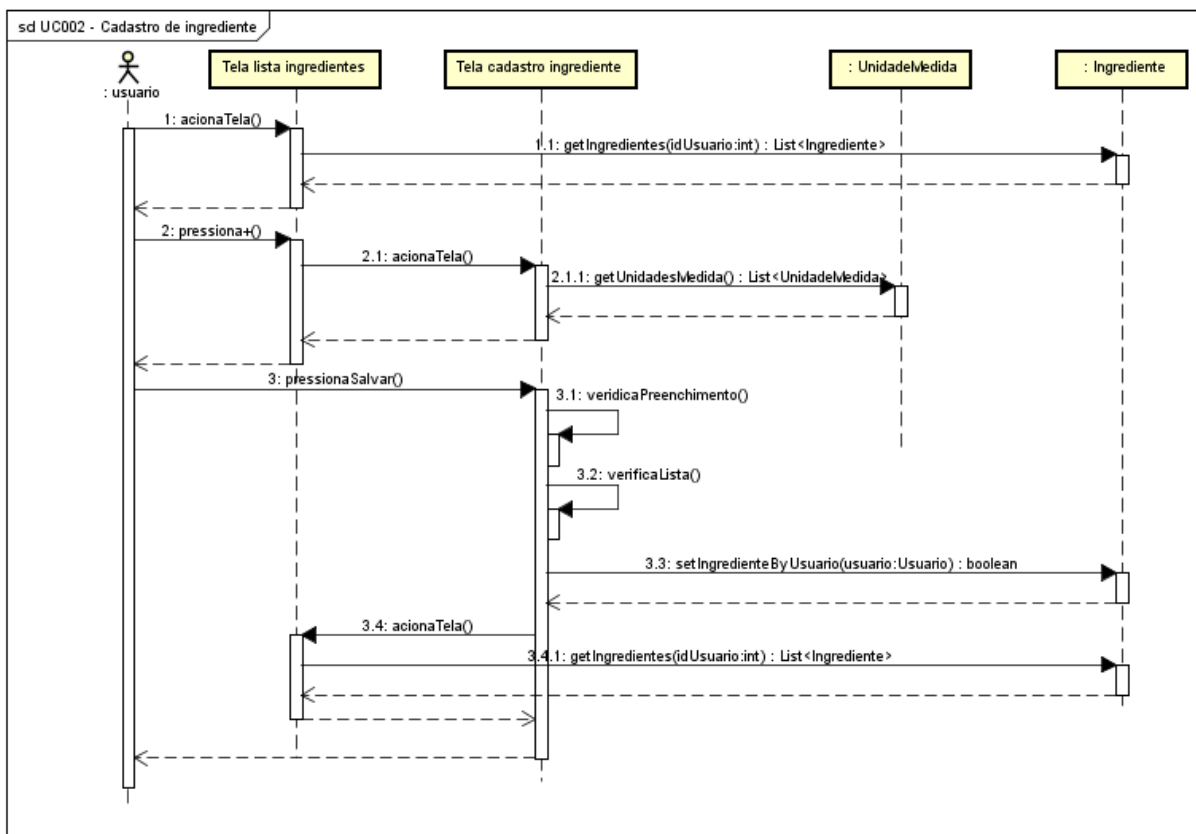 sd UC002 - Cadastro de ingrediente
Tela lista ingredientes
Tela cadastro ingrediente
: UnidadeMedida
: Ingrediente
: usuario
1: acionaTela()
1.1: getIngredientes(idUsuario:int) : List<Ingrediente>
2: pressiona+()
2.1: acionaTela()
2.1.1: getUnidadesMedida() : List<UnidadeMedida>
3: pressionaSalvar()
3.1: veridicaPreenchimento()
3.2: verificaLista()
3.3: setIngredienteByUsuario(usuario:Usuario) : boolean
3.4: acionaTela()
3.4.1: getIngredientes(idUsuario:int) : List<Ingrediente>